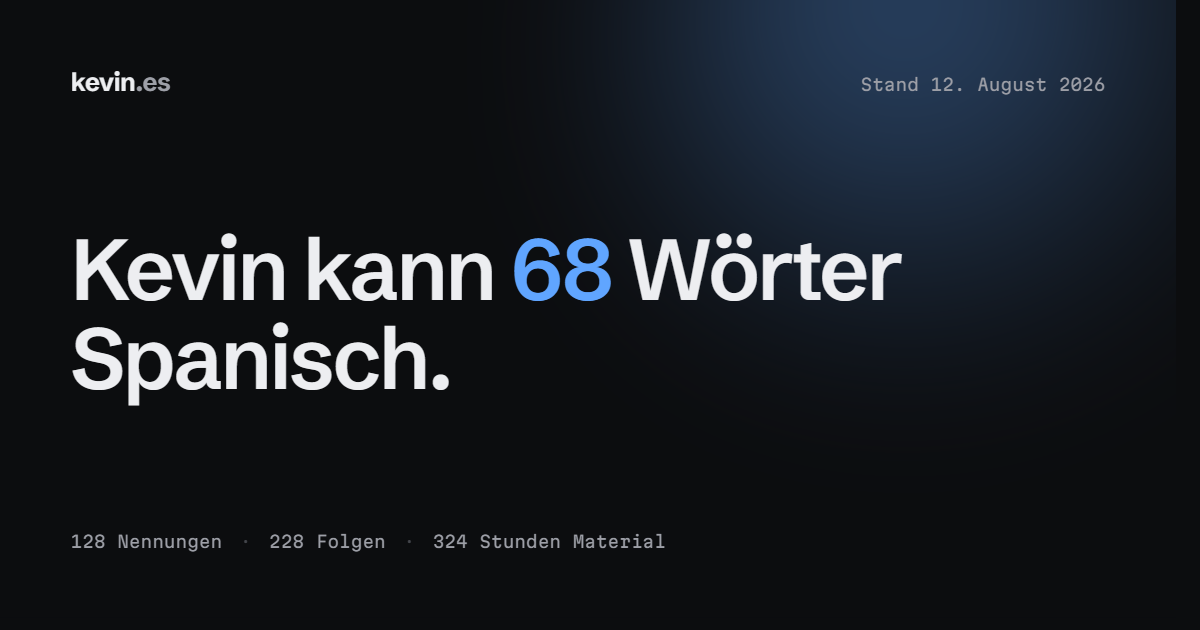 kevin.es
Stand 12. August 2026
Kevin kann 68 Wörter
Spanisch.
128 Nennungen · 228 Folgen · 324 Stunden Material